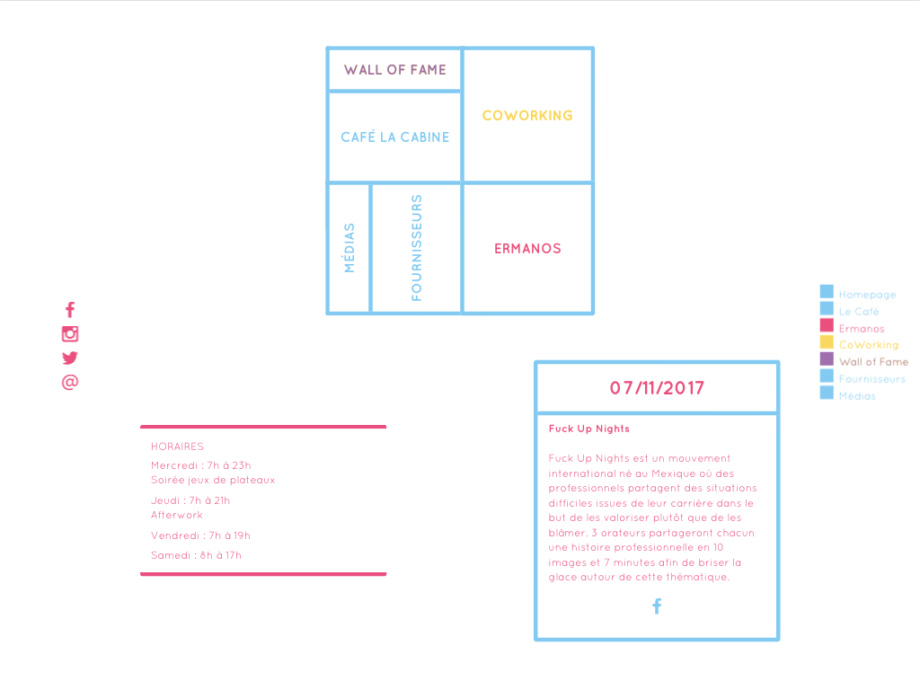 WALL OF FAME
COWORKING
CAFÉ LA CABINE
MÉDIAS
FOURNISSEURS
ERMANOS
Homepage
Le Café
Ermanos
CoWorking
Wall of Fame
Fournisseurs
Médias
HORAIRES
Mercredi : 7h à 23h
Soirée jeux de plateaux
Jeudi : 7h à 21h
Afterwork
Vendredi : 7h à 19h
Samedi : 8h à 17h
07/11/2017
Fuck Up Nights
Fuck Up Nights est un mouvement
international né au Mexique où des
professionnels partagent des situations
difficiles issues de leur carrière dans le
but de les valoriser plutôt que de les
blâmer. 3 orateurs partageront chacun
une histoire professionnelle en 10
images et 7 minutes afin de briser la
glace autour de cette thématique.